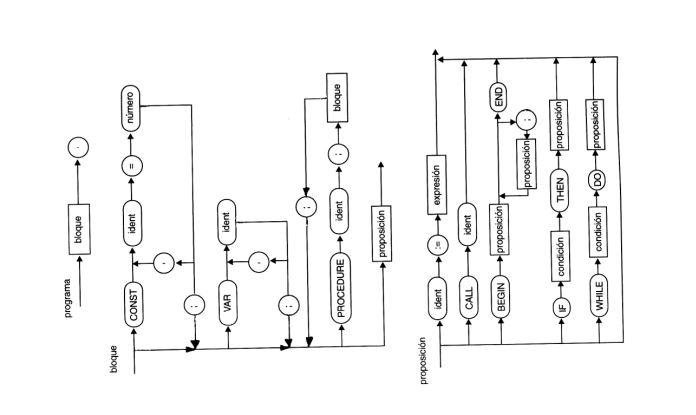 programa
bloque .
bloque
CONST ident = número
,
;
VAR ident
,
;
;
PROCEDURE ident ; bloque
proposición
proposición
ident := expresión
CALL ident
BEGIN proposición END
proposición ;
IF condición THEN proposición
WHILE condición DO proposición